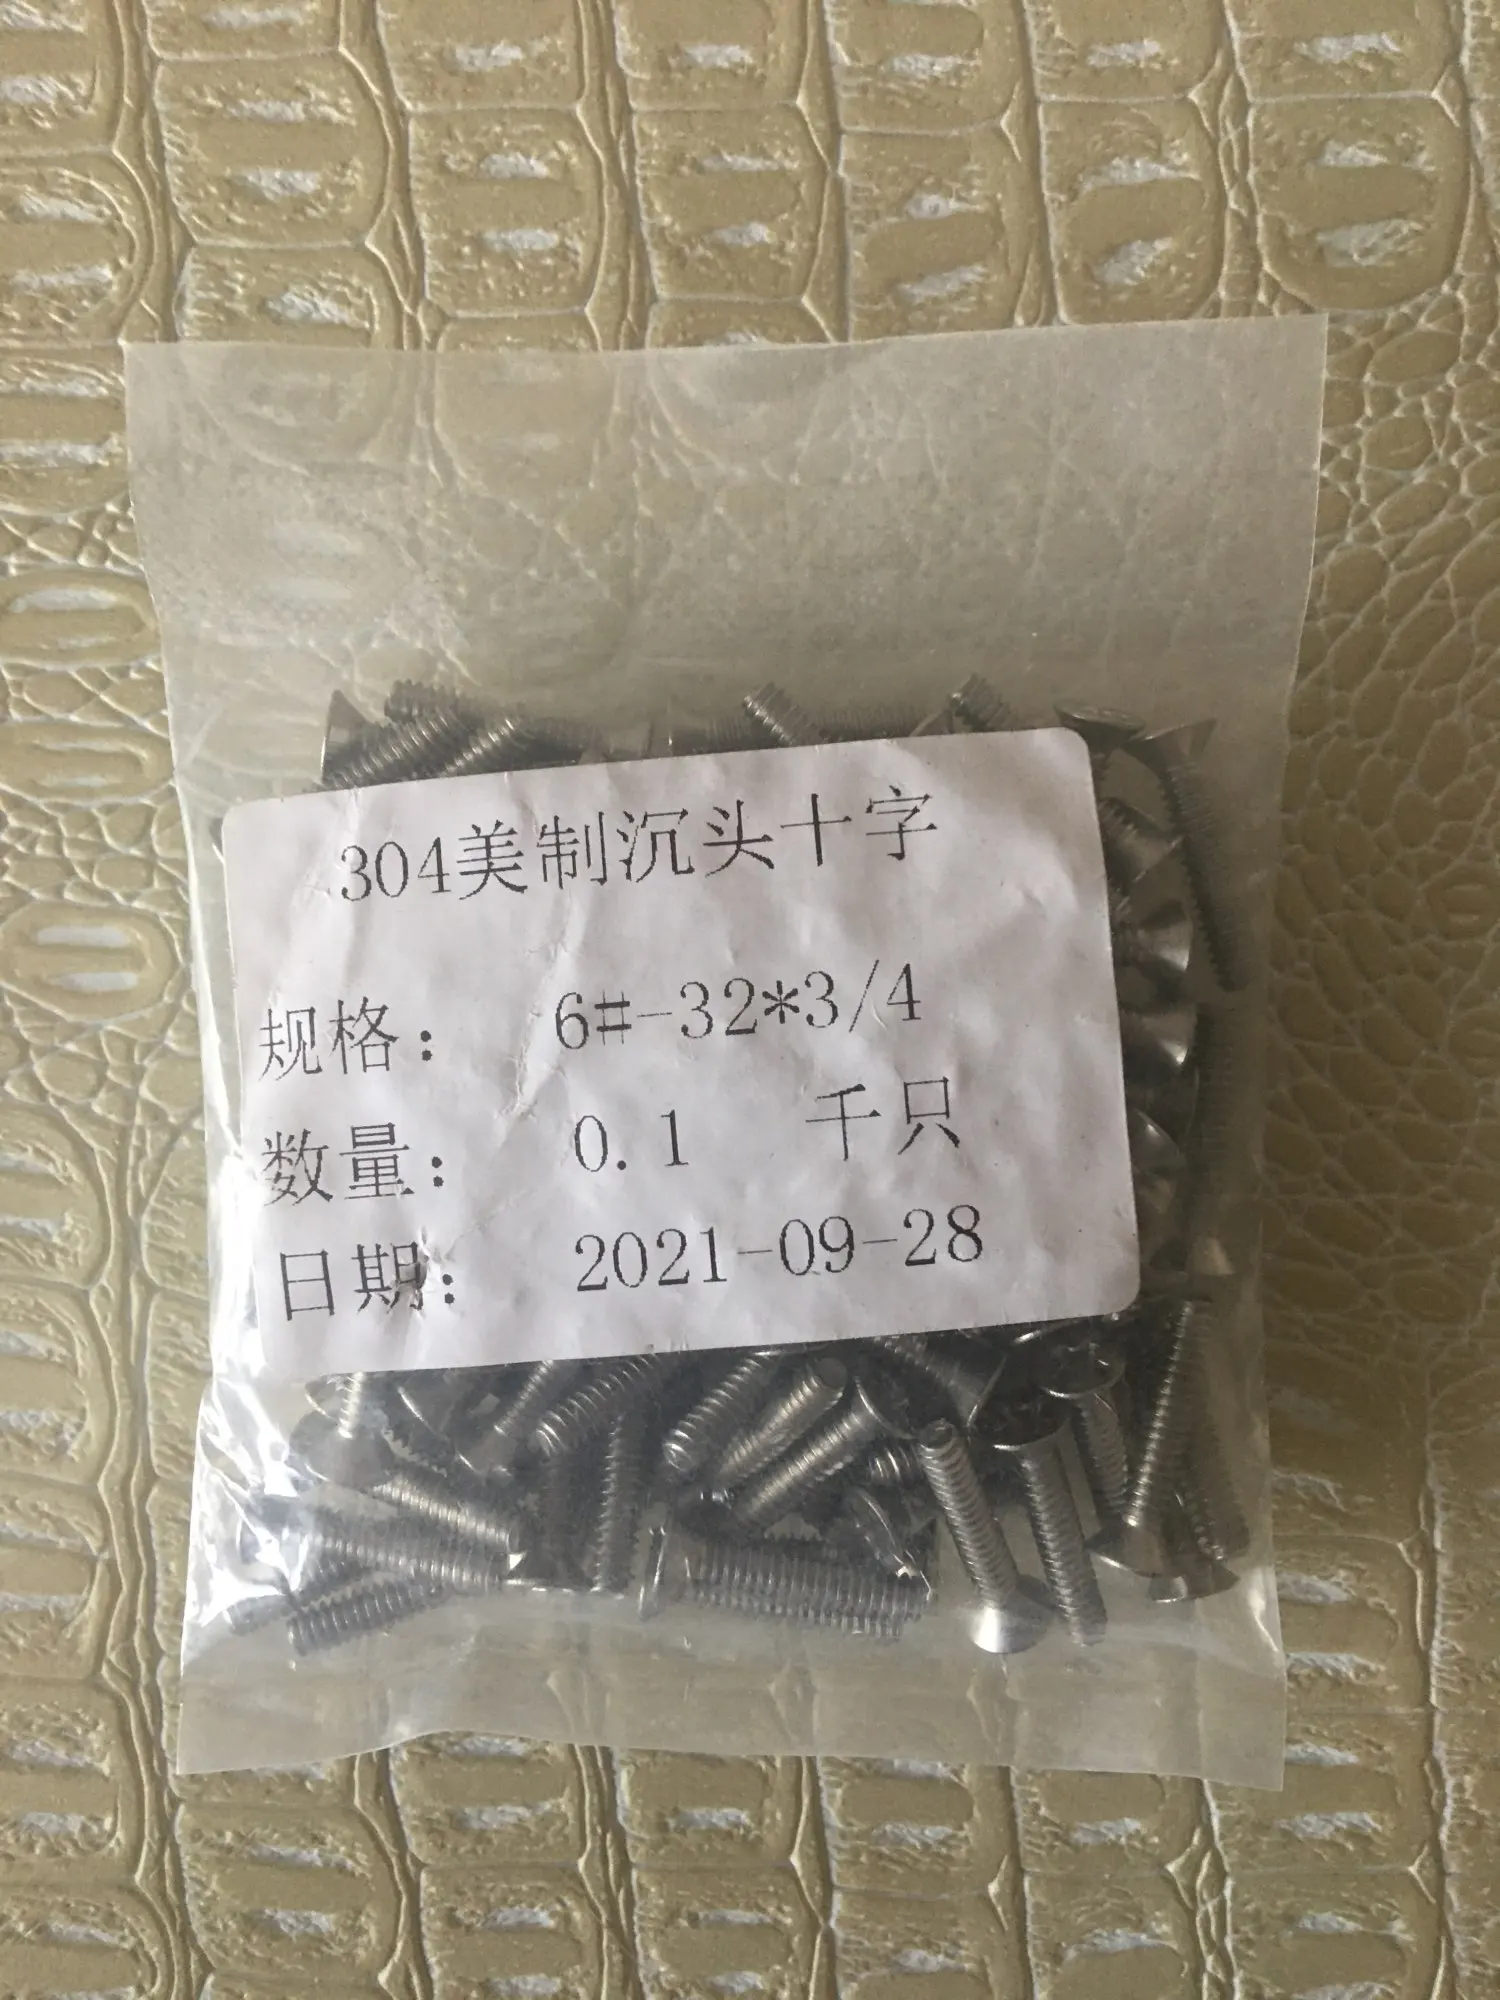 304美制沉头十字
规格： 6#-32*3/4
数量： 0.1 千只
日期： 2021-09-28